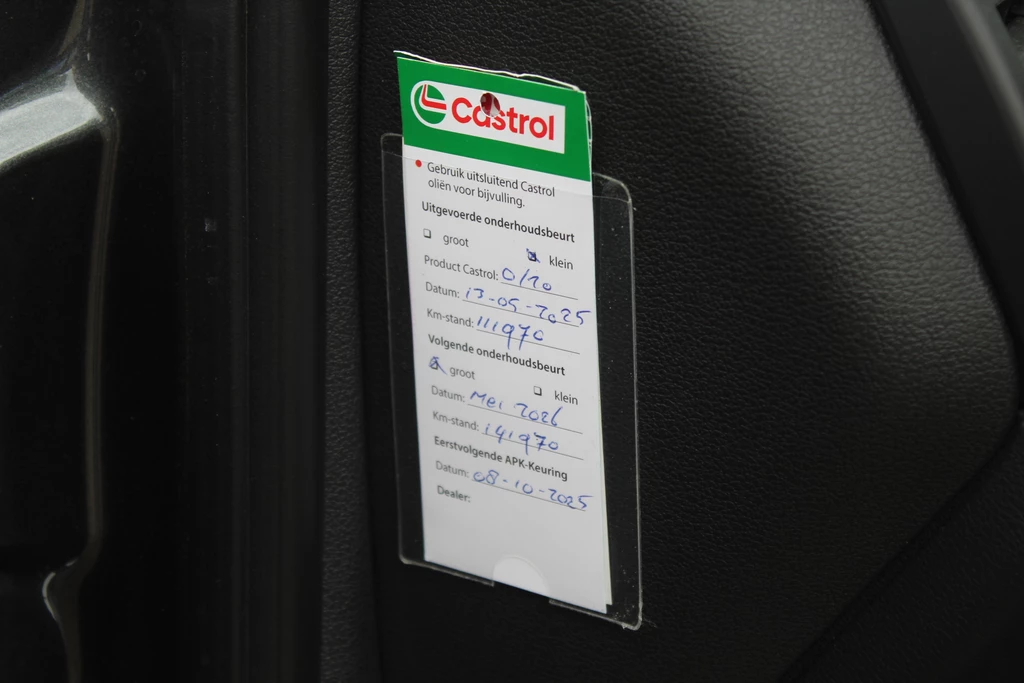 Castrol
Gebruik uitsluitend Castrol
oliën voor bijvulling.
Uitgevoerde onderhoudsbeurt
groot klein
Product Castrol: 0/20
Datum: 13-05-2025
Km-stand: 111970
Volgende onderhoudsbeurt
groot klein
Datum: Mei 2026
Km-stand: 141970
Eerstvolgende APK-Keuring
Datum: 08-10-2025
Dealer: